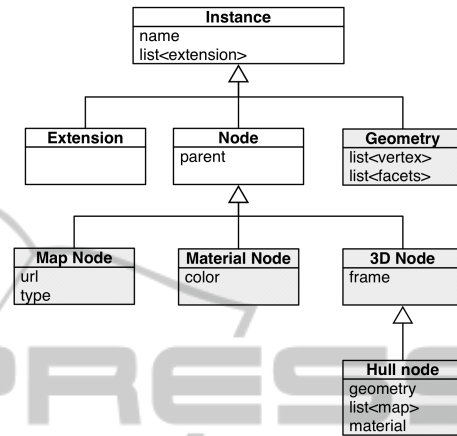 Instance
name
list<extension>
Extension
Node
parent
Geometry
list<vertex>
list<facets>
Map Node
url
type
Material Node
color
3D Node
frame
Hull node
geometry
list<map>
material
PRESS